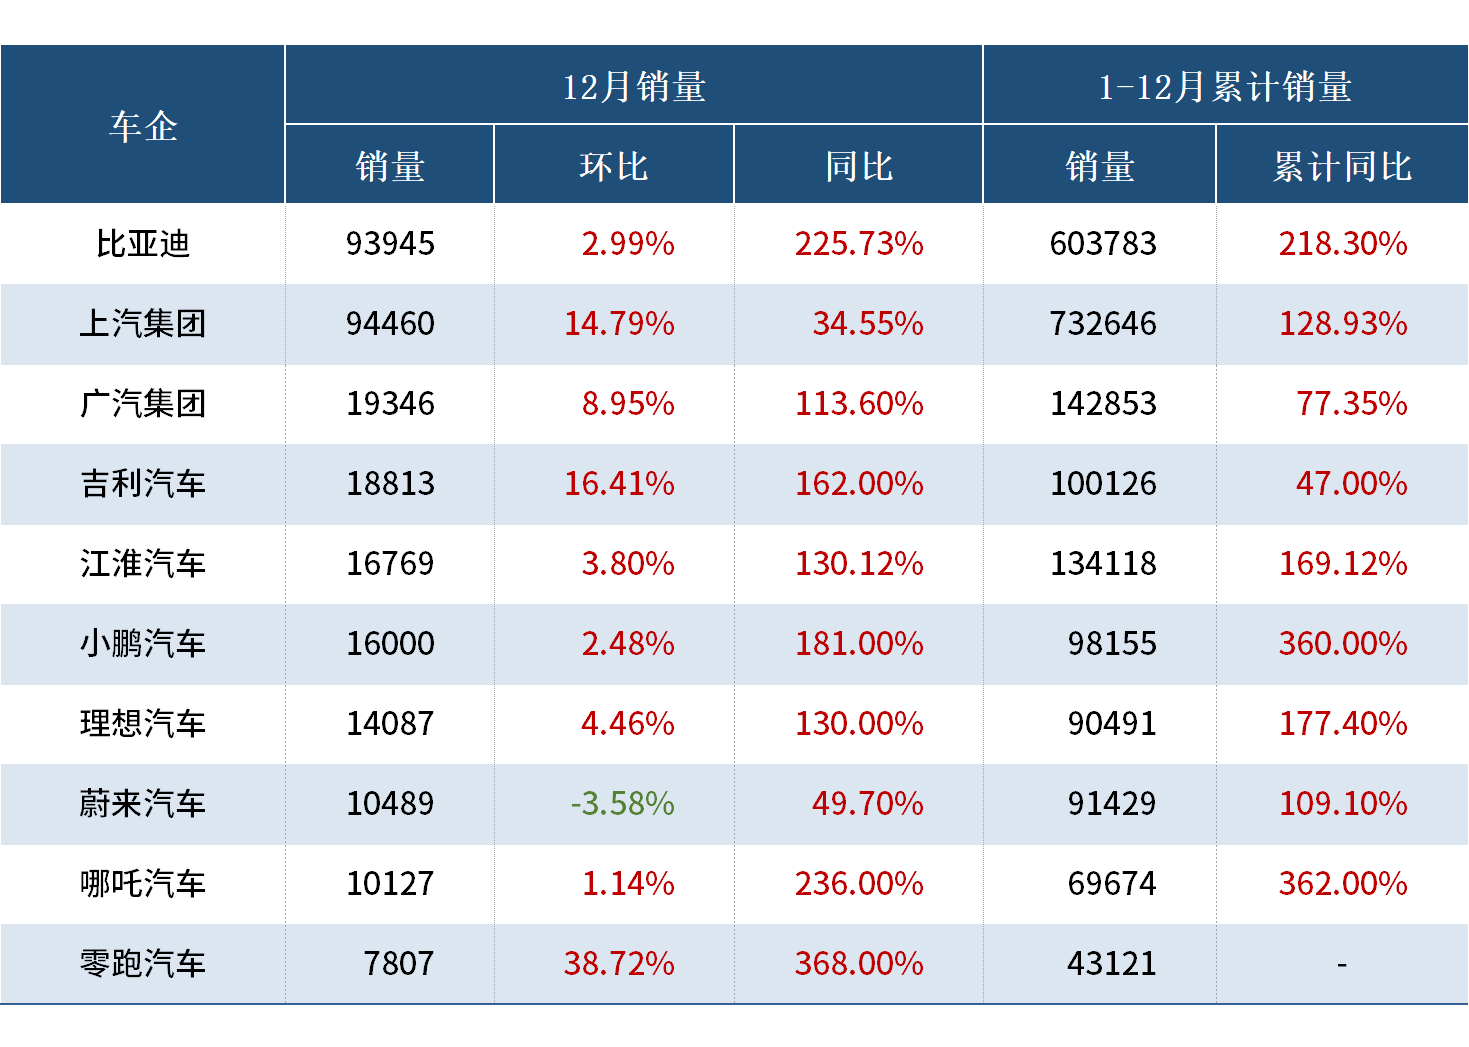 车企 12月销量 1-12月累计销量
销量 环比 同比 销量 累计同比
比亚迪 93945 2.99% 225.73% 603783 218.30%
上汽集团 94460 14.79% 34.55% 732646 128.93%
广汽集团 19346 8.95% 113.60% 142853 77.35%
吉利汽车 18813 16.41% 162.00% 100126 47.00%
江淮汽车 16769 3.80% 130.12% 134118 169.12%
小鹏汽车 16000 2.48% 181.00% 98155 360.00%
理想汽车 14087 4.46% 130.00% 90491 177.40%
蔚来汽车 10489 -3.58% 49.70% 91429 109.10%
哪吒汽车 10127 1.14% 236.00% 69674 362.00%
零跑汽车 7807 38.72% 368.00% 43121 -